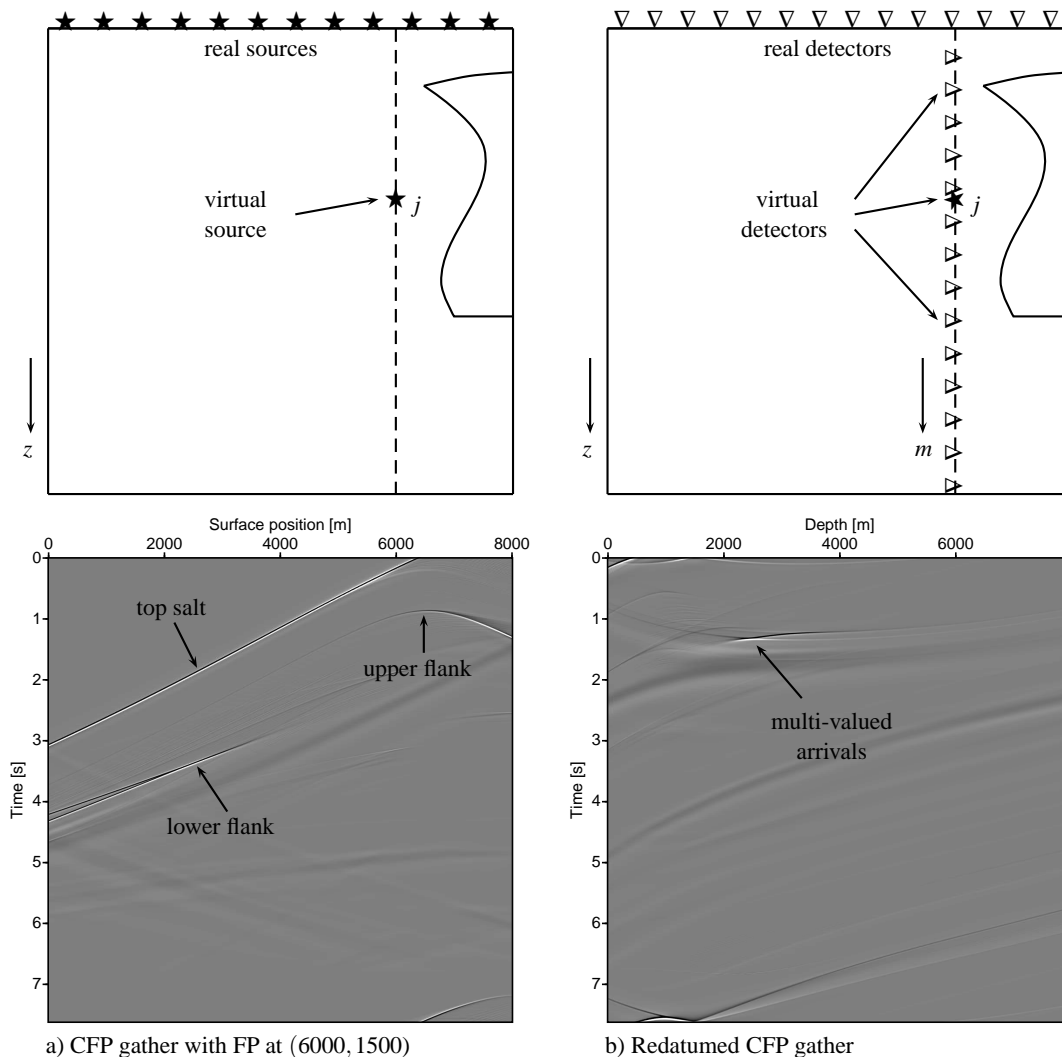 real sources
virtual
source
j
z
real detectors
virtual
detectors
j
z
m
Surface position [m]
0 2000 4000 6000 8000
Time [s]
0
1
2
3
4
5
6
7
top salt
upper flank
lower flank
Depth [m]
0 2000 4000 6000
Time [s]
0
1
2
3
4
5
6
7
multi-valued
arrivals
a) CFP gather with FP at (6000, 1500)
b) Redatumed CFP gather